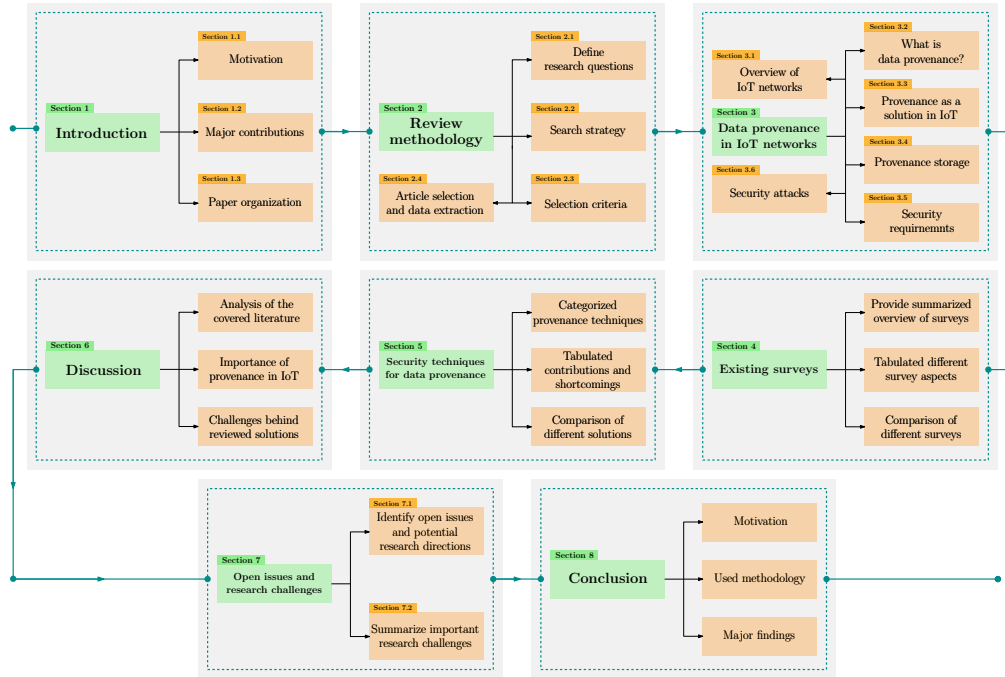 Section 1
Introduction
Section 1.1
Motivation
Section 1.2
Major contributions
Section 1.3
Paper organization
Section 2
Review
methodology
Section 2.1
Define
research questions
Section 2.2
Search strategy
Section 2.3
Selection criteria
Section 2.4
Article selection
and data extraction
Section 3
Data provenance
in IoT networks
Section 3.1
Overview of
IoT networks
Section 3.2
What is
data provenance?
Section 3.3
Provenance as a
solution in IoT
Section 3.4
Provenance storage
Section 3.5
Security
requirnemnts
Section 3.6
Security attacks
Section 4
Existing surveys
Provide summarized
overview of surveys
Tabulated different
survey aspects
Comparison of
different surveys
Section 5
Security techniques
for data provenance
Categorized
provenance techniques
Tabulated
contributions and
shortcomings
Comparison of
different solutions
Section 6
Discussion
Analysis of the
covered literature
Importance of
provenance in IoT
Challenges behind
reviewed solutions
Section 7
Open issues and
research challenges
Section 7.1
Identify open issues
and potential
research directions
Section 7.2
Summarize important
research challenges
Section 8
Conclusion
Motivation
Used methodology
Major findings